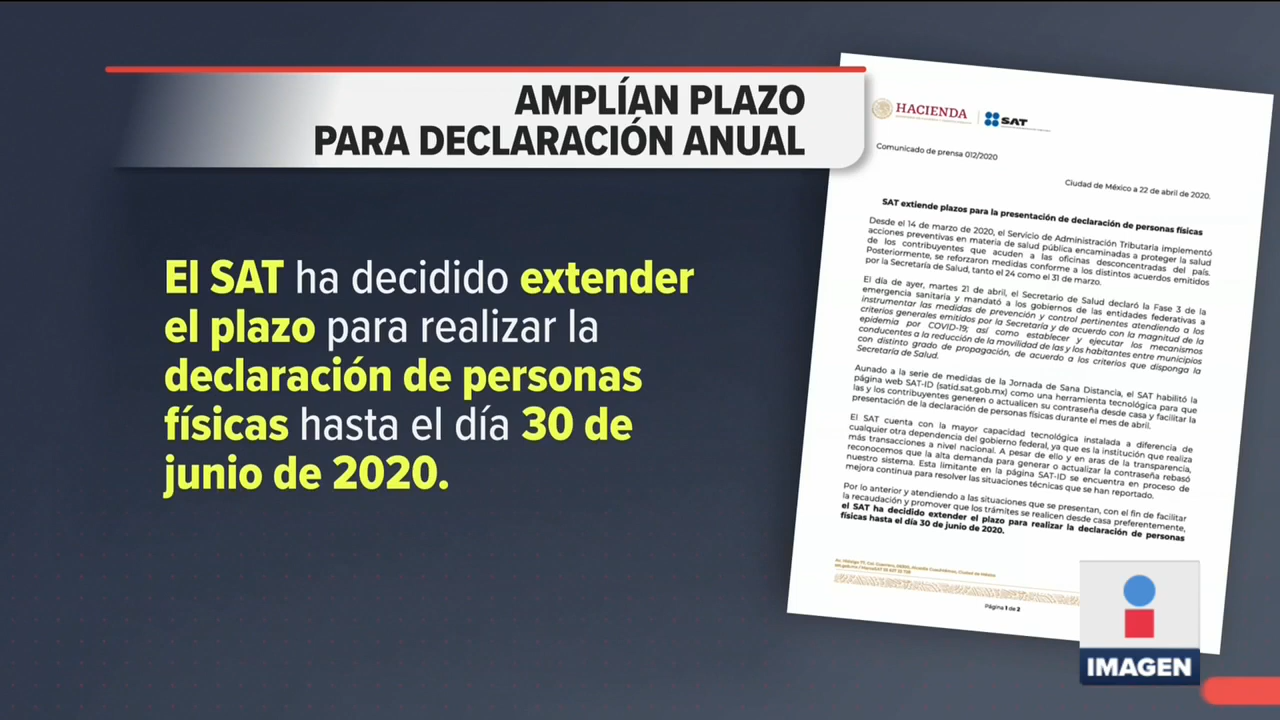 AMPLÍAN PLAZO
PARA DECLARACIÓN ANUAL
El SAT ha decidido extender
el plazo para realizar la
declaración de personas
físicas hasta el día 30 de
junio de 2020.
HACIENDA
SAT
Comunicado de prensa 012/2020
Ciudad de México a 22 de abril de 2020.
SAT extiende plazos para la presentación de declaración de personas físicas
Desde el 14 de marzo de 2020, el Servicio de Administración Tributaria implementó
acciones preventivas en materia de salud pública encaminadas a proteger la salud
de los contribuyentes que acuden a las oficinas desconcentradas del país.
Posteriormente, se reforzaron medidas conforme a los distintos acuerdos emitidos
por la Secretaría de Salud, tanto el 24 como el 31 de marzo.
El día de ayer, martes 21 de abril, el Secretario de Salud declaró la Fase 3 de la
emergencia sanitaria y mandató a los gobiernos de las entidades federativas a
instrumentar las medidas de prevención y control pertinentes atendiendo a los
criterios generales emitidos por la Secretaría y de acuerdo con la magnitud de la
epidemia por COVID-19; así como establecer y ejecutar los mecanismos
conducentes a la reducción de la movilidad de las y los habitantes entre municipios
con distinto grado de propagación, de acuerdo a los criterios que disponga la
Secretaría de Salud.
Aunado a la serie de medidas de la Jornada de Sana Distancia, el SAT habilitó la
página web SAT-ID (satid.sat.gob.mx) como una herramienta tecnológica para que
las y los contribuyentes generen o actualicen su contraseña desde casa y facilitar la
presentación de la declaración de personas físicas durante el mes de abril.
El SAT cuenta con la mayor capacidad tecnológica instalada a diferencia de
cualquier otra dependencia del gobierno federal, ya que es la institución que realiza
más transacciones a nivel nacional. A pesar de ello y en aras de la transparencia,
reconocemos que la alta demanda para generar o actualizar la contraseña rebasó
nuestro sistema. Esta limitante en la página SAT-ID se encuentra en proceso de
mejora continua para resolver las situaciones técnicas que se han reportado.
Por lo anterior y atendiendo a las situaciones que se presentan, con el fin de facilitar
la recaudación y promover que los trámites se realicen desde casa preferentemente,
el SAT ha decidido extender el plazo para realizar la declaración de personas
físicas hasta el día 30 de junio de 2020.
Página 1 de 2
IMAGEN